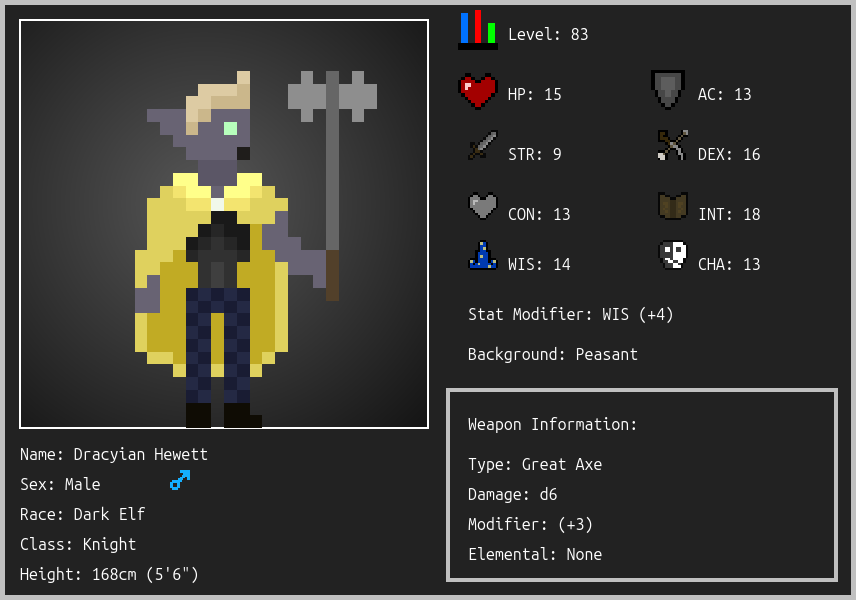 Level: 83
HP: 15
AC: 13
STR: 9
DEX: 16
CON: 13
INT: 18
WIS: 14
CHA: 13
Stat Modifier: WIS (+4)
Background: Peasant
Weapon Information:
Type: Great Axe
Damage: d6
Modifier: (+3)
Elemental: None
Name: Dracyian Hewett
Sex: Male
Race: Dark Elf
Class: Knight
Height: 168cm (5'6")